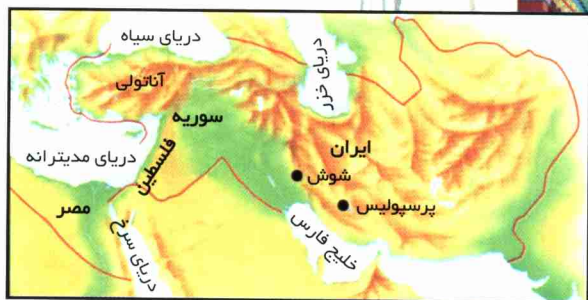 دریای سیاه
آناتولی
دریای خزر
سوریه
دریای مدیترانه
فلسطین
ایران
شوش
پرسپولیس
مصر
دریای سرخ
خلیج فارس